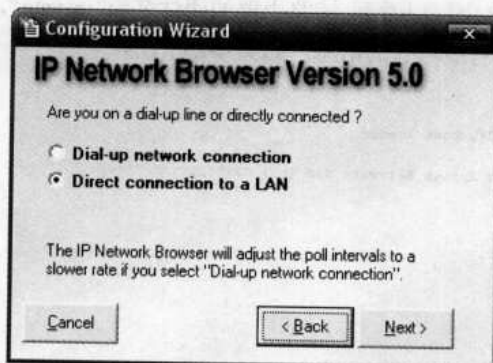 Configuration Wizard
IP Network Browser Version 5.0
Are you on a dial-up line or directly connected ?
Dial-up network connection
Direct connection to a LAN
The IP Network Browser will adjust the poll intervals to a
slower rate if you select "Dial-up network connection".
Cancel
< Back
Next >